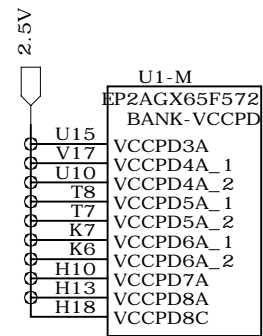 2.5V
U1-M
EP2AGX65F572
BANK-VCCPD
U15 VCCPD3A
V17 VCCPD4A_1
U10 VCCPD4A_2
T8 VCCPD5A_1
T7 VCCPD5A_2
K7 VCCPD6A_1
K6 VCCPD6A_2
H10 VCCPD7A
H13 VCCPD8A
H18 VCCPD8C